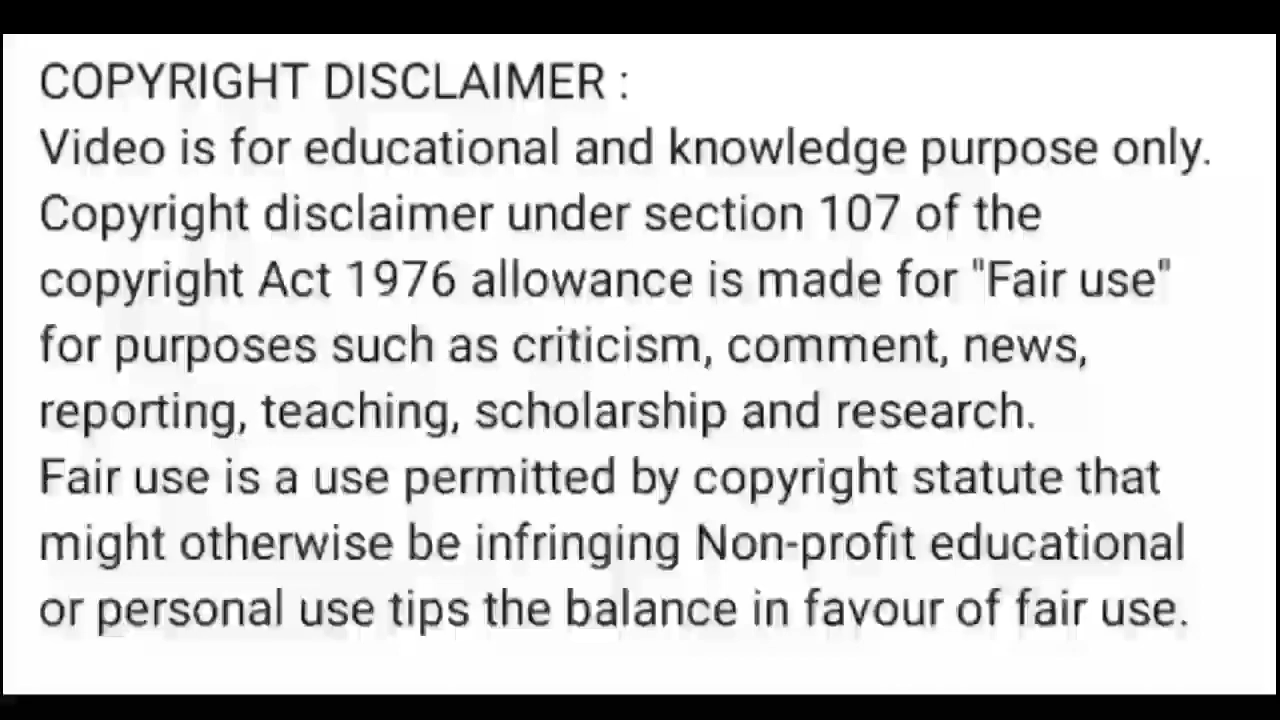 COPYRIGHT DISCLAIMER :
Video is for educational and knowledge purpose only.
Copyright disclaimer under section 107 of the
copyright Act 1976 allowance is made for "Fair use"
for purposes such as criticism, comment, news,
reporting, teaching, scholarship and research.
Fair use is a use permitted by copyright statute that
might otherwise be infringing Non-profit educational
or personal use tips the balance in favour of fair use.